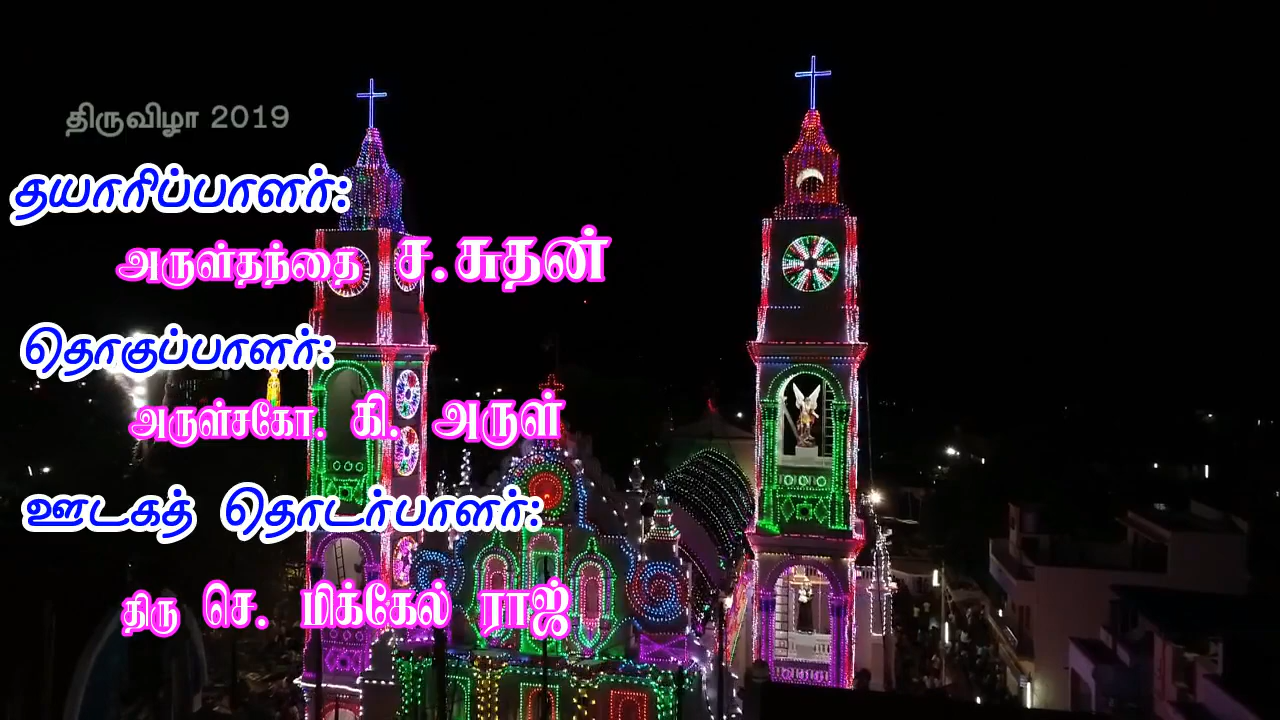 திருவிழா 2019
தயாரிப்பாளர்:
அருள்தந்தை ச.சுதன்
தொகுப்பாளர்:
அருள்சகோ. கி. அருள்
ஊடகத் தொடர்பாளர்:
திரு செ. மிக்கேல் ராஜ்